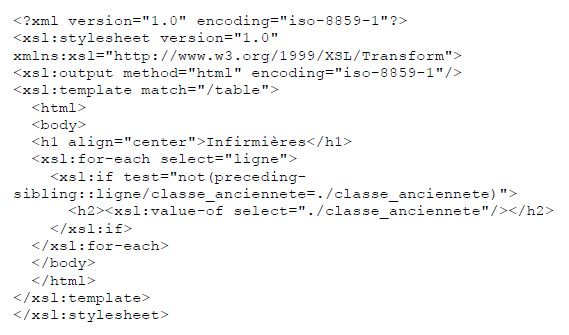 <?xml version="1.0" encoding="iso-8859-1"?>
<xsl:stylesheet version="1.0"
xmlns:xsl="http://www.w3.org/1999/XSL/Transform">
<xsl:output method="html" encoding="iso-8859-1"/>
<xsl:template match="/table">
  <html>
  <body>
  <h1 align="center">Infirmières</h1>
  <xsl:for-each select="ligne">
    <xsl:if test="not(preceding-
sibling::ligne/classe_anciennete=./classe_anciennete)">
      <h2><xsl:value-of select="./classe_anciennete"/></h2>
    </xsl:if>
  </xsl:for-each>
  </body>
  </html>
</xsl:template>
</xsl:stylesheet>